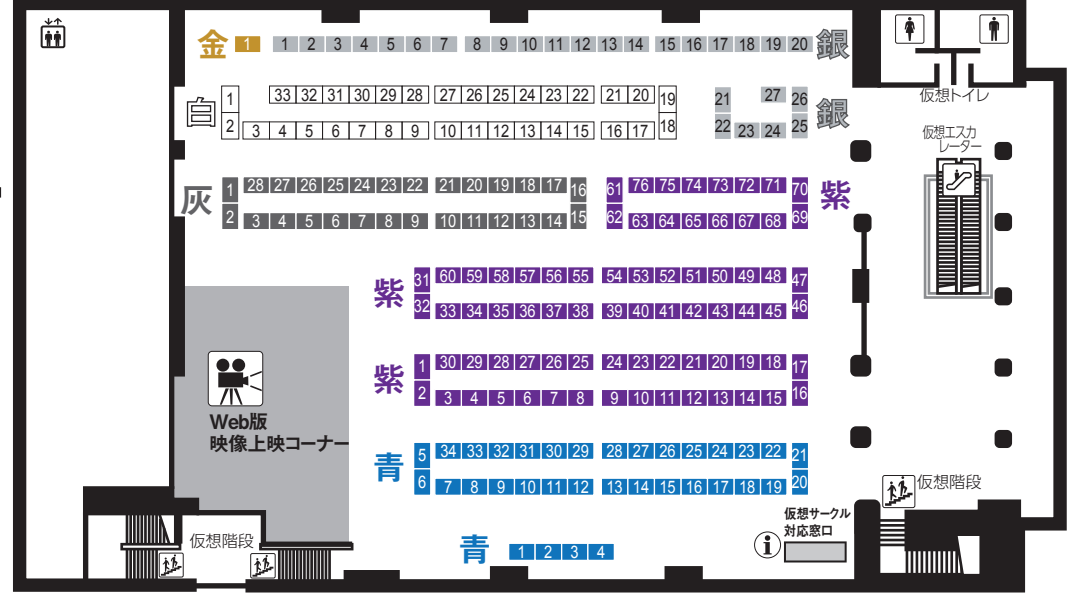 金 1 1 2 3 4 5 6 7 8 9 10 11 12 13 14 15 16 17 18 19 20 銀
仮想トイレ
白 1 33 32 31 30 29 28 27 26 25 24 23 22 21 20 19 21 27 26 銀
2 3 4 5 6 7 8 9 10 11 12 13 14 15 16 17 18 22 23 24 25
仮想エスカ
レーター
灰 1 28 27 26 25 24 23 22 21 20 19 18 17 16 61 76 75 74 73 72 71 70 紫
2 3 4 5 6 7 8 9 10 11 12 13 14 15 62 63 64 65 66 67 68 69
紫 31 60 59 58 57 56 55 54 53 52 51 50 49 48 47
32 33 34 35 36 37 38 39 40 41 42 43 44 45 46
紫 1 30 29 28 27 26 25 24 23 22 21 20 19 18 17
2 3 4 5 6 7 8 9 10 11 12 13 14 15 16
Web版
映像上映コーナー
青 5 34 33 32 31 30 29 28 27 26 25 24 23 22 21
6 7 8 9 10 11 12 13 14 15 16 17 18 19 20
仮想階段
仮想サークル
対応窓口
i
仮想階段
青 1 2 3 4